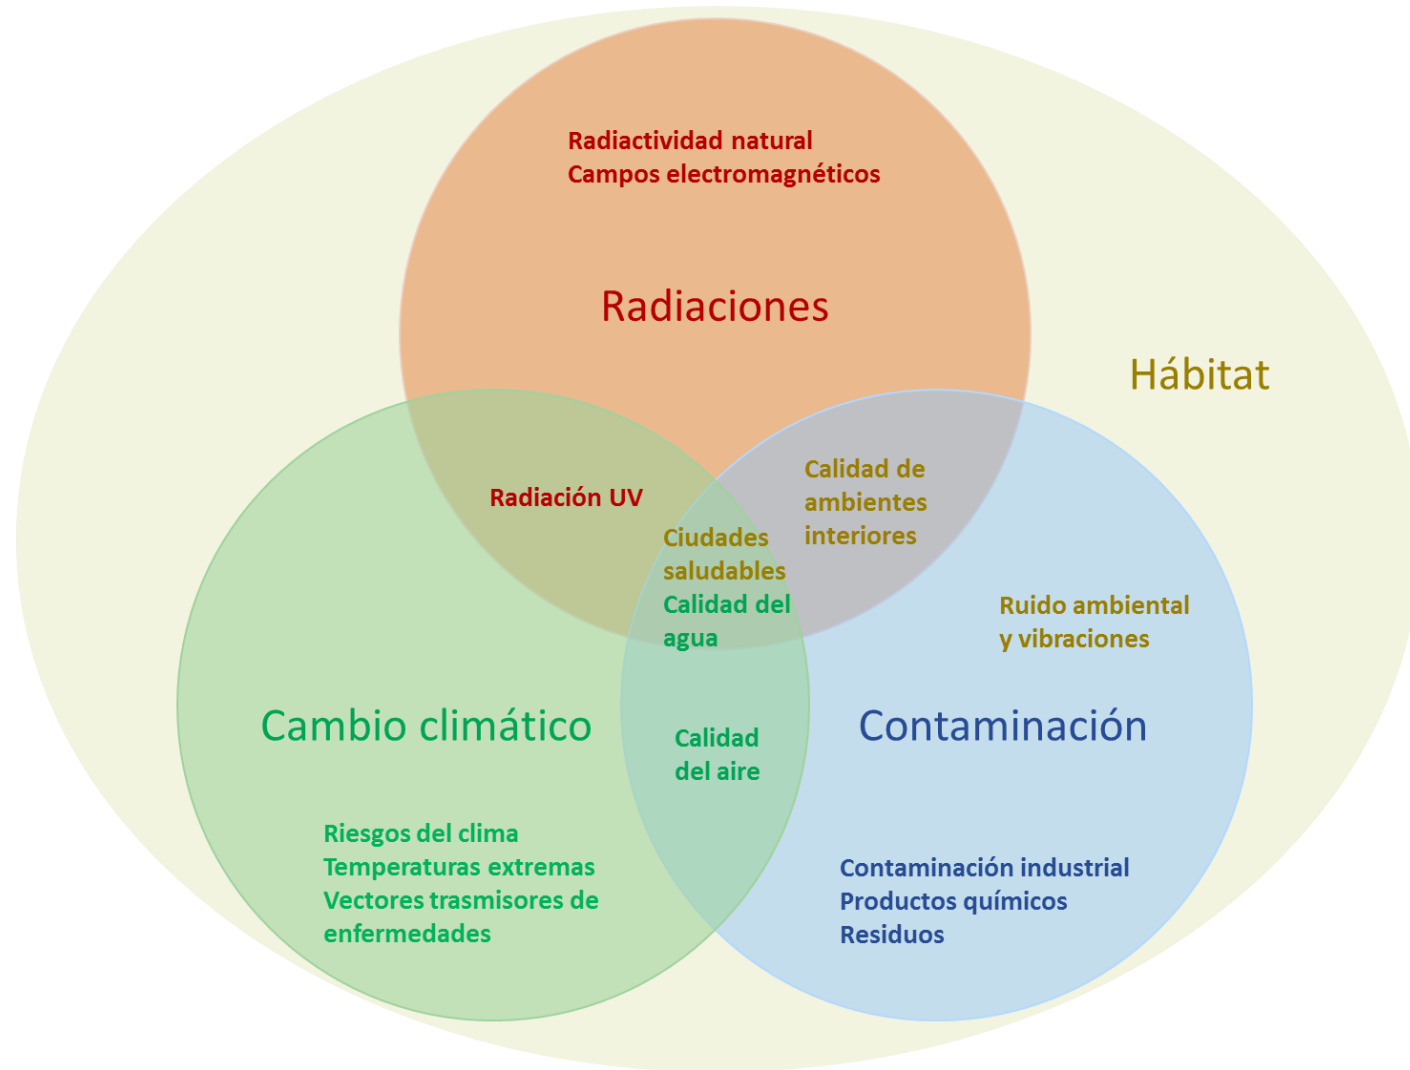 Radiactividad natural
Campos electromagnéticos
Radiaciones
Hábitat
Radiación UV
Calidad de
ambientes
interiores
Ciudades
saludables
Calidad del
agua
Ruido ambiental
y vibraciones
Cambio climático
Contaminación
Calidad
del aire
Riesgos del clima
Temperaturas extremas
Vectores trasmisores de
enfermedades
Contaminación industrial
Productos químicos
Residuos